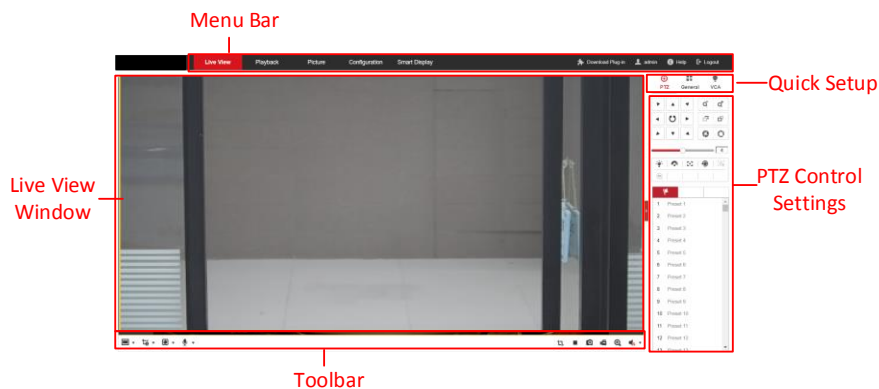 Menu Bar
Live View Playback Picture Configuration Smart Display Download Plug-in admin Help Logout
PTZ General VCA
Quick Setup
Live View
Window
PTZ Control
Settings
4
1 Preset 1
2 Preset 2
3 Preset 3
4 Preset 4
5 Preset 5
6 Preset 6
7 Preset 7
8 Preset 8
9 Preset 9
10 Preset 10
11 Preset 11
12 Preset 12
Toolbar